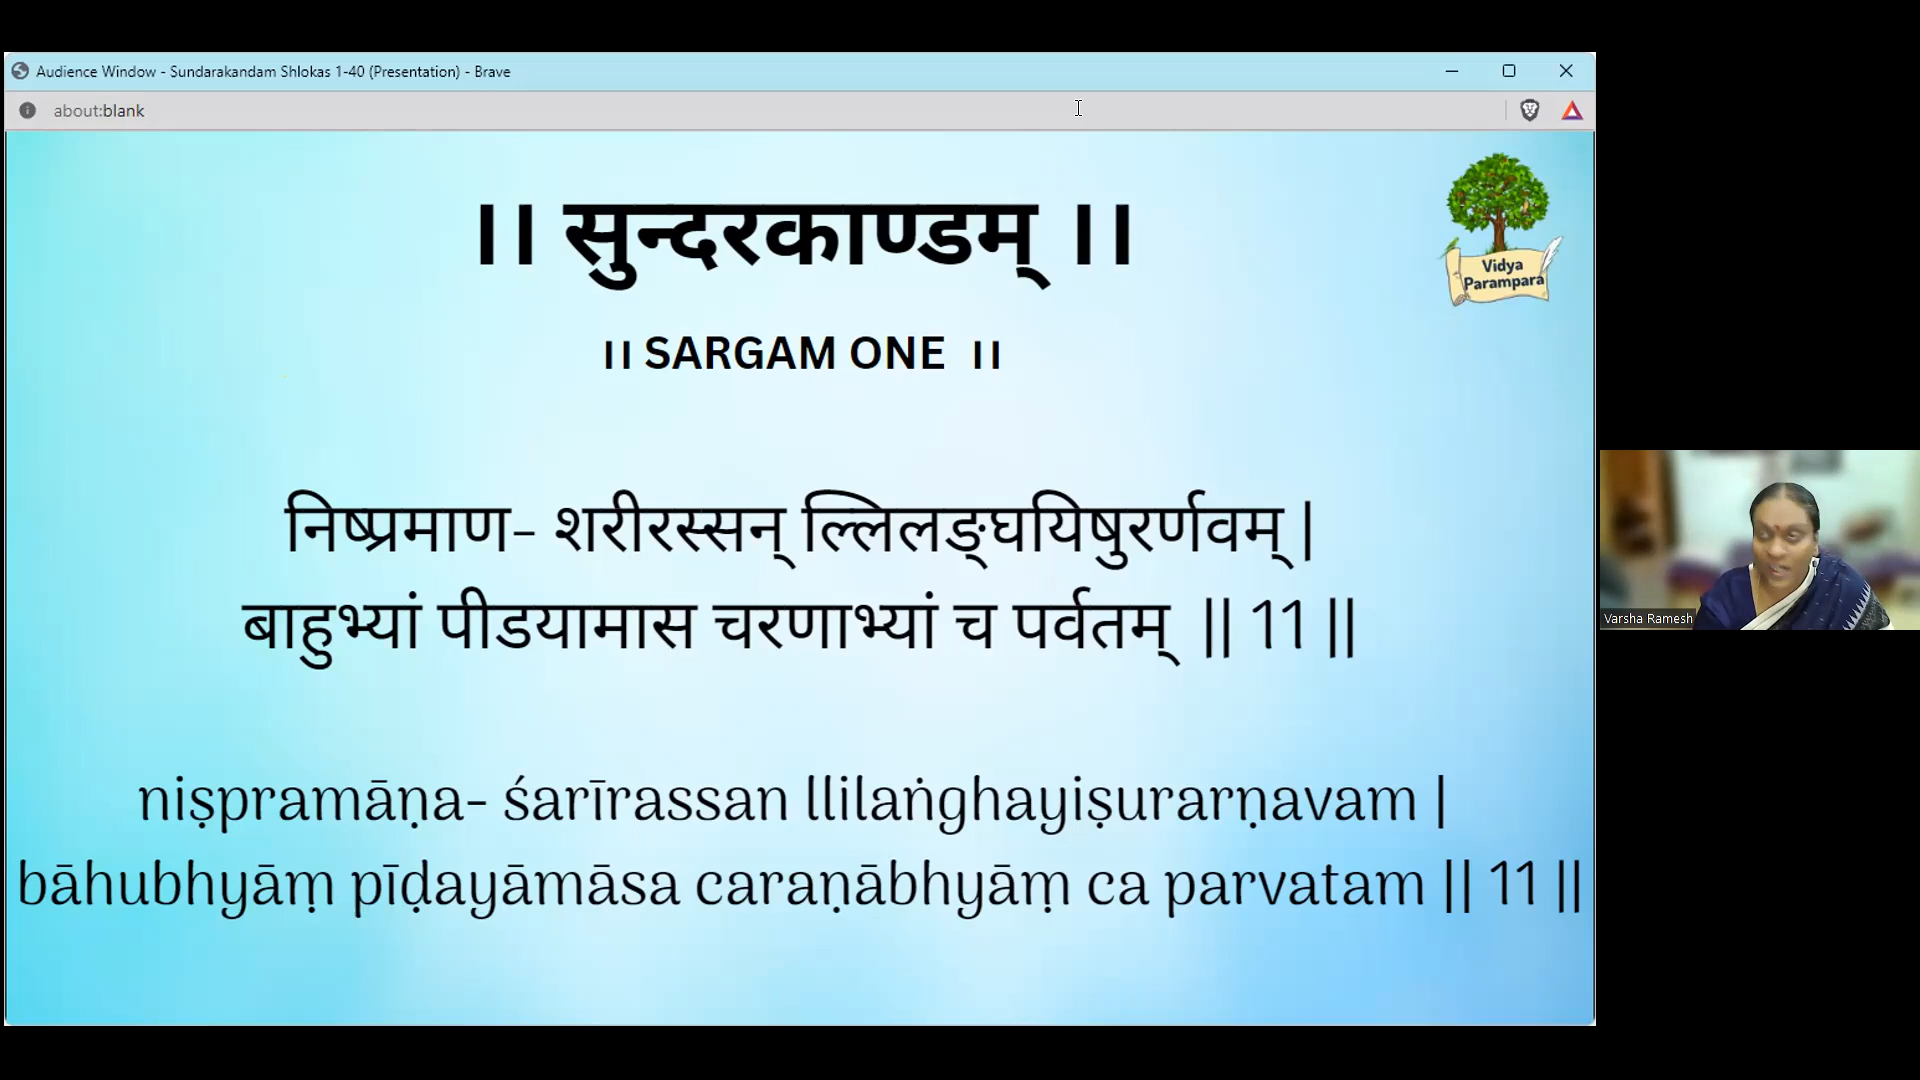 Audience Window - Sundarakandam Shlokas 1-40 (Presentation) - Brave
about:blank
।। सुन्दरकाण्डम् ।।
Vidya
Parampara
।। SARGAM ONE ।।
निष्प्रमाण- शरीरस्सन् ल्लिलङ्घयिषुरर्णवम् |
बाहुभ्यां पीडयामास चरणाभ्यां च पर्वतम् || 11 ||
niṣpramāṇa- śarīrassan llilaṅghayiṣurarṇavam |
bāhubhyāṃ pīḍayāmāsa caraṇābhyāṃ ca parvatam || 11 ||
Varsha Ramesh